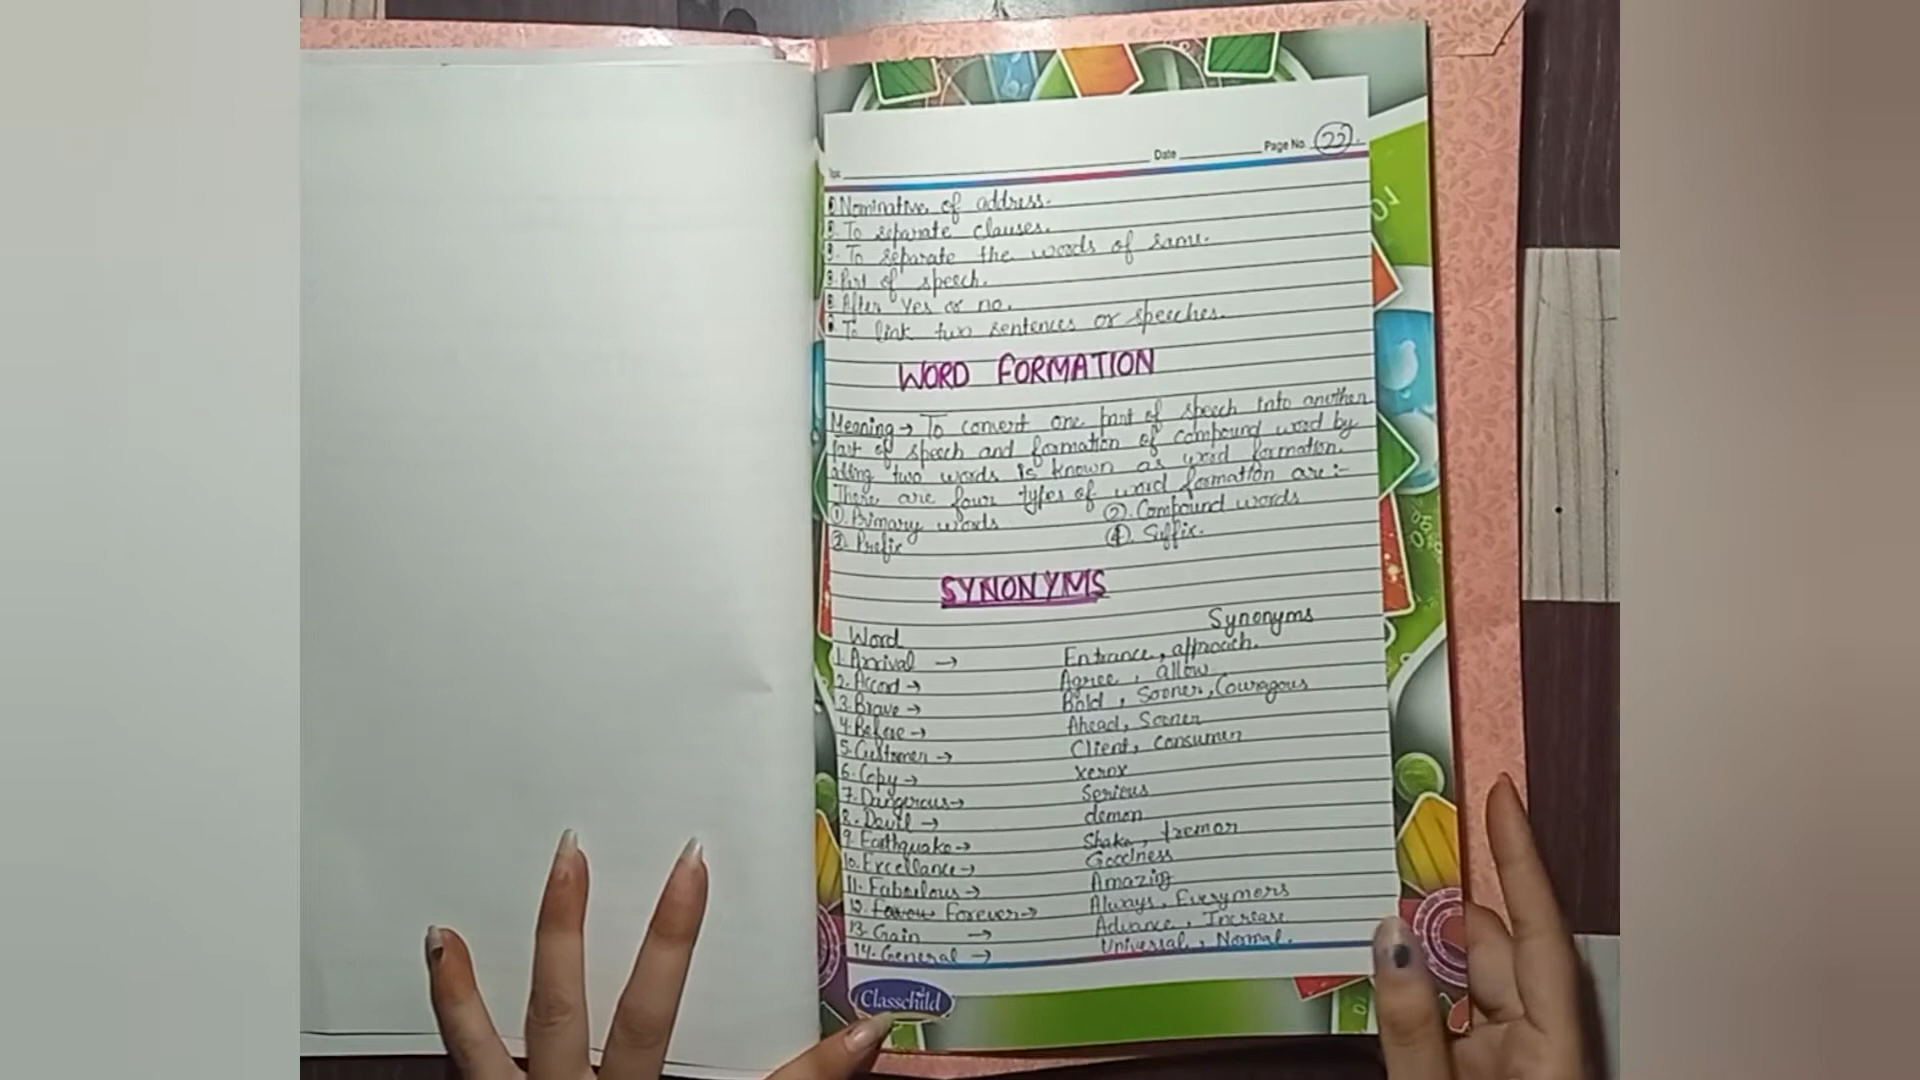 Date Page No. 22.
Nominative of address.
To separate clauses.
To separate the words of same.
Part of speech.
After Yes or no.
To link two sentences or speeches.
WORD FORMATION
Meaning → To convert one part of speech into another
part of speech and formation of compound word by
adding two words is known as word formation.
There are four types of word formation are:-
①. Primary words ②. Compound words
③. Prefix ④. Suffix.
SYNONYMS
Word Synonyms
1. Arrival → Entrance, approach.
2. Accord → Agree, allow.
3. Brave → Bold, Sooner, Couragous
4. Before → Ahead, Sooner
5. Customer → Client, consumer
6. Copy → xerox
7. Dangerous → Serious
8. Devil → demon
9. Earthquake → Shake, tremor
10. Excellance → Goodness
11. Fabulous → Amazing
12. Forever → Always, Everymors
13. Gain → Advance, Increase
14. General → Universal, Normal.
Classchild